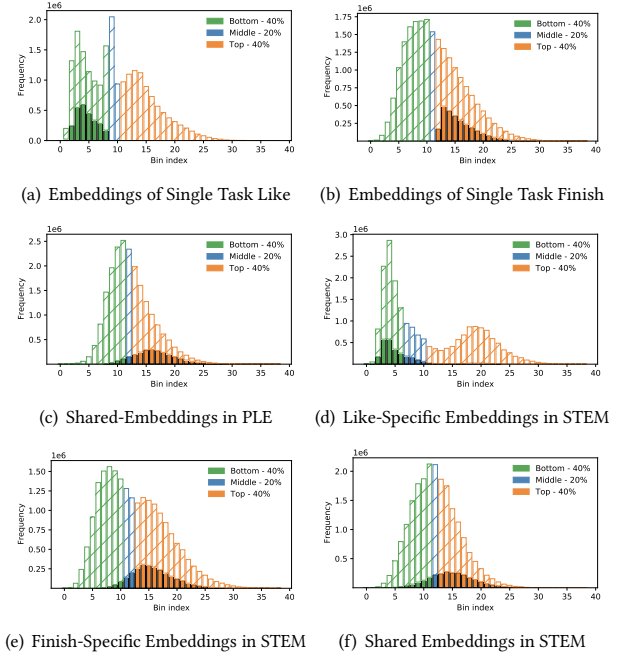 1e6
2.0
1.5
1.0
0.5
0.0
Frequency
Bottom - 40%
Middle - 20%
Top - 40%
0 5 10 15 20 25 30 35 40
Bin index
(a) Embeddings of Single Task Like
1e6
1.75
1.50
1.25
1.00
0.75
0.50
0.25
Frequency
Bottom - 40%
Middle - 20%
Top - 40%
0 5 10 15 20 25 30 35 40
Bin index
(b) Embeddings of Single Task Finish
1e6
2.5
2.0
1.5
1.0
0.5
Frequency
Bottom - 40%
Middle - 20%
Top - 40%
0 5 10 15 20 25 30 35 40
Bin index
(c) Shared-Embeddings in PLE
1e6
3.0
2.5
2.0
1.5
1.0
0.5
Frequency
Bottom - 40%
Middle - 20%
Top - 40%
0 5 10 15 20 25 30 35 40
Bin index
(d) Like-Specific Embeddings in STEM
1e6
1.50
1.25
1.00
0.75
0.50
0.25
Frequency
Bottom - 40%
Middle - 20%
Top - 40%
0 5 10 15 20 25 30 35 40
Bin index
(e) Finish-Specific Embeddings in STEM
1e6
2.0
1.5
1.0
0.5
Frequency
Bottom - 40%
Middle - 20%
Top - 40%
0 5 10 15 20 25 30 35 40
Bin index
(f) Shared Embeddings in STEM